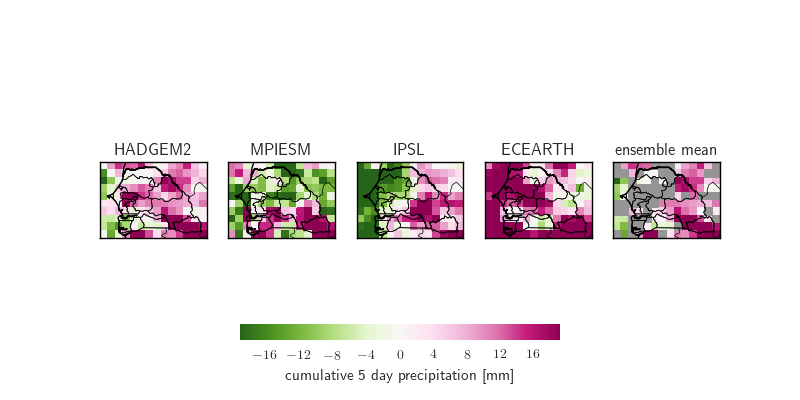 HADGEM2 MPIESM IPSL ECEARTH ensemble mean
−16 −12 −8 −4 0 4 8 12 16
cumulative 5 day precipitation [mm]